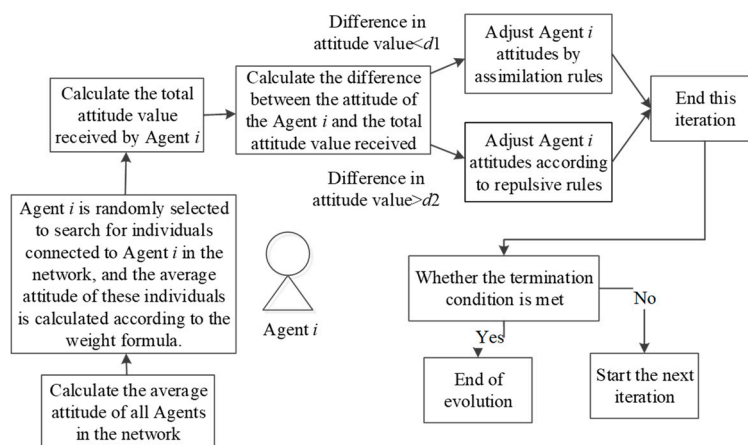 Difference in
attitude value<d1
Adjust Agent i
attitudes by
assimilation rules
Calculate the total
attitude value
received by Agent i
Calculate the difference
between the attitude of
the Agent i and the total
attitude value received
End this
iteration
Adjust Agent i
attitudes according
to repulsive rules
Difference in
attitude value>d2
Agent i is randomly selected
to search for individuals
connected to Agent i in the
network, and the average
attitude of these individuals
is calculated according to the
weight formula.
Agent i
Whether the termination
condition is met
No
Yes
Calculate the average
attitude of all Agents
in the network
End of
evolution
Start the next
iteration